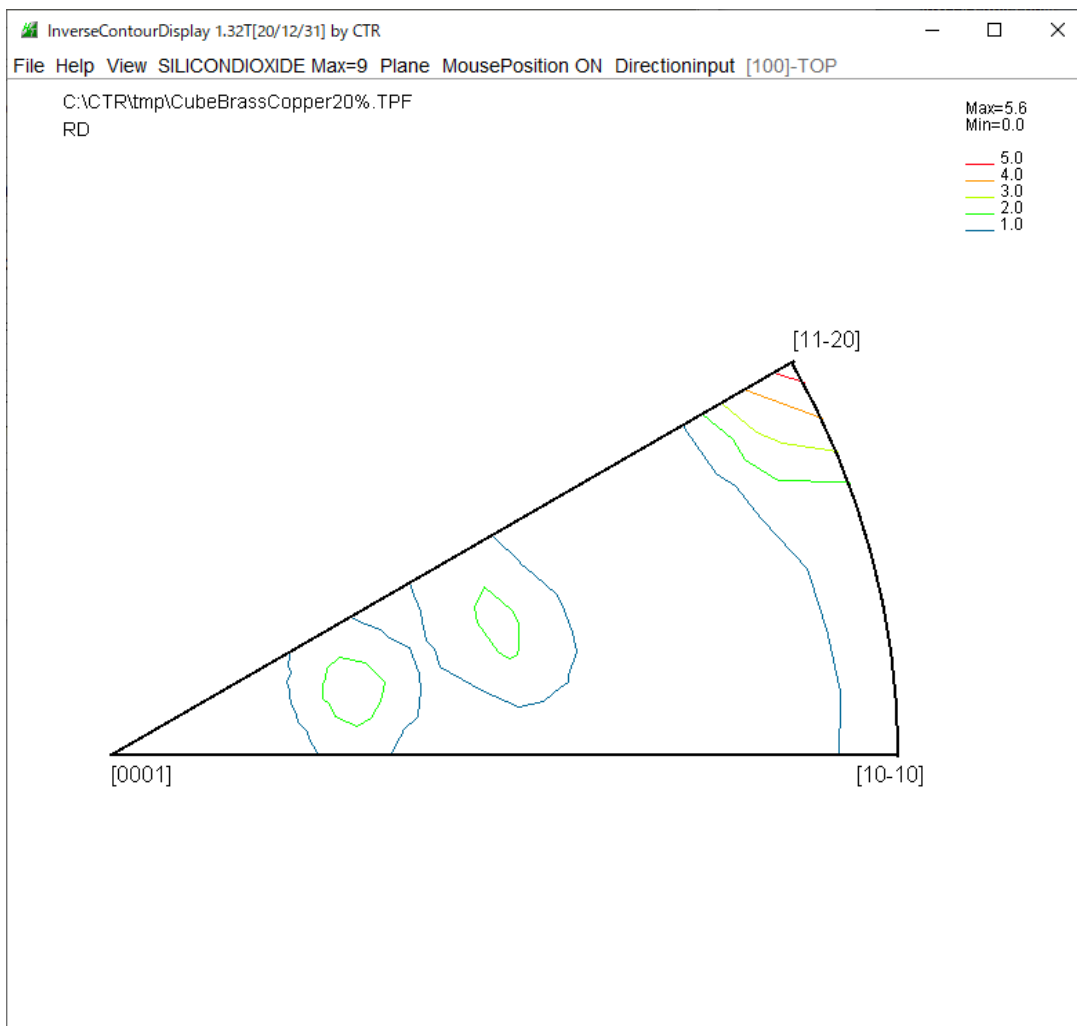 InverseContourDisplay 1.32T[20/12/31] by CTR
File Help View SILICONDIOXIDE Max=9 Plane MousePosition ON Directioninput [100]-TOP
C:\CTR\tmp\CubeBrassCopper20%.TPF
RD
Max=5.6
Min=0.0
5.0
4.0
3.0
2.0
1.0
[11-20]
[0001]
[10-10]